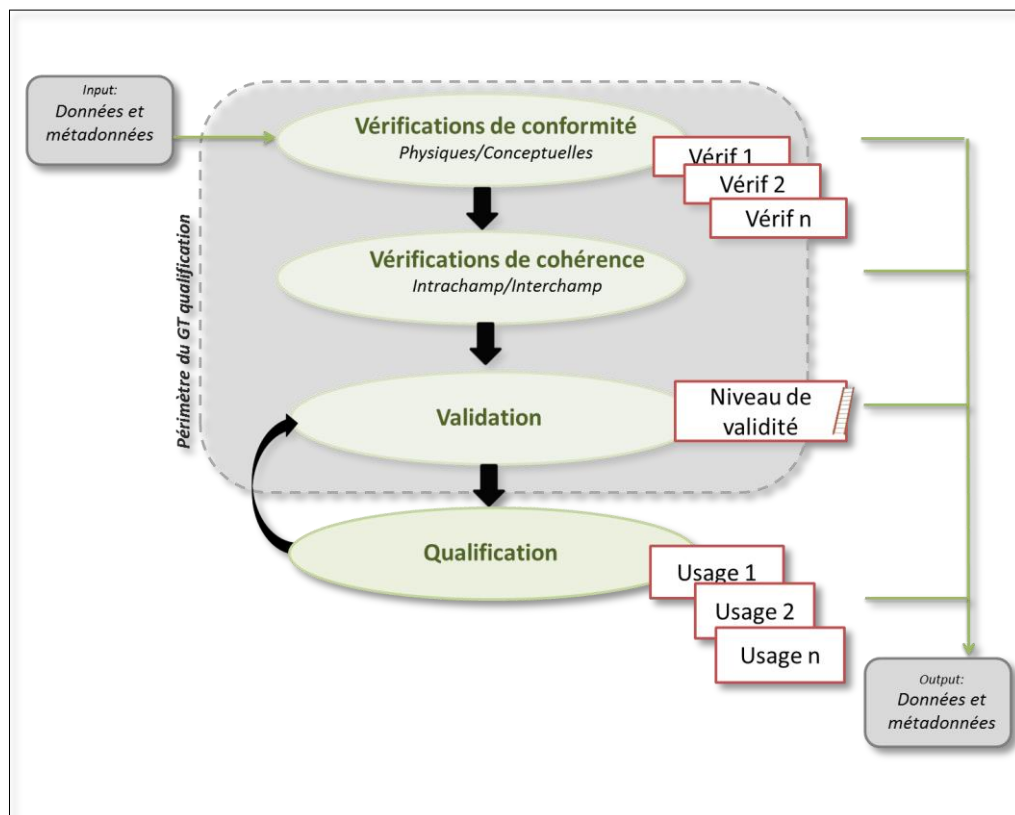 Input:
Données et
métadonnées
Vérifications de conformité
Physiques/Conceptuelles
Vérif 1
Vérif 2
Vérif n
Vérifications de cohérence
Intrachamp/Interchamp
Périmètre du GT qualification
Validation
Niveau de
validité
Qualification
Usage 1
Usage 2
Usage n
Output:
Données et
métadonnées